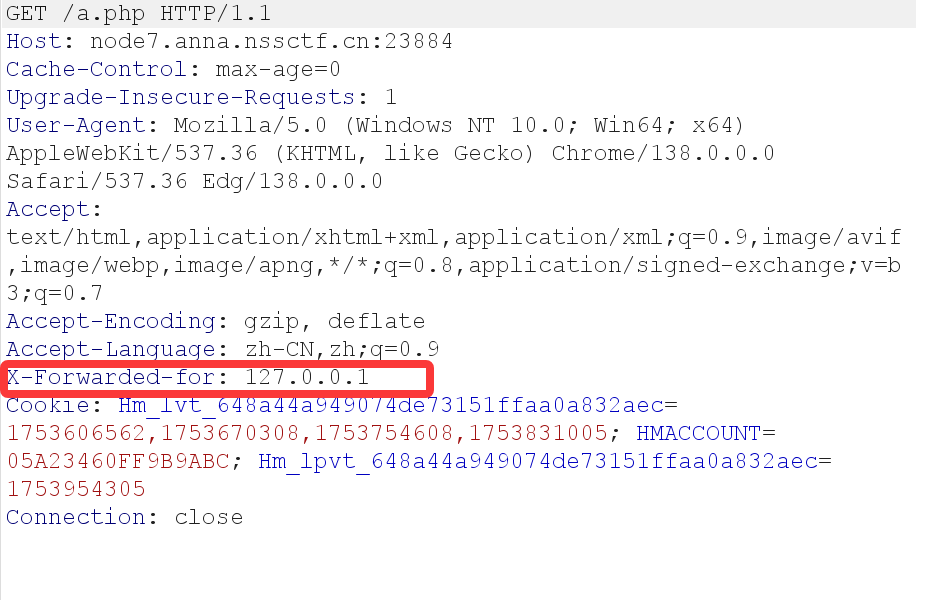 GET /a.php HTTP/1.1
Host: node7.anna.nssctf.cn:23884
Cache-Control: max-age=0
Upgrade-Insecure-Requests: 1
User-Agent: Mozilla/5.0 (Windows NT 10.0; Win64; x64)
AppleWebKit/537.36 (KHTML, like Gecko) Chrome/138.0.0.0
Safari/537.36 Edg/138.0.0.0
Accept:
text/html,application/xhtml+xml,application/xml;q=0.9,image/avif
,image/webp,image/apng,*/*;q=0.8,application/signed-exchange;v=b
3;q=0.7
Accept-Encoding: gzip, deflate
Accept-Language: zh-CN,zh;q=0.9
X-Forwarded-for: 127.0.0.1
Cookie: Hm_lvt_648a44a949074de73151ffaa0a832aec=
1753606562,1753670308,1753754608,1753831005; HMACCOUNT=
05A23460FF9B9ABC; Hm_lpvt_648a44a949074de73151ffaa0a832aec=
1753954305
Connection: close